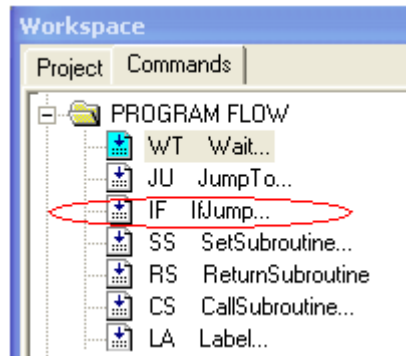 Workspace
Project Commands
PROGRAM FLOW
WT Wait...
JU JumpTo...
IF IfJump...
SS SetSubroutine...
RS ReturnSubroutine
CS CallSubroutine...
LA Label...